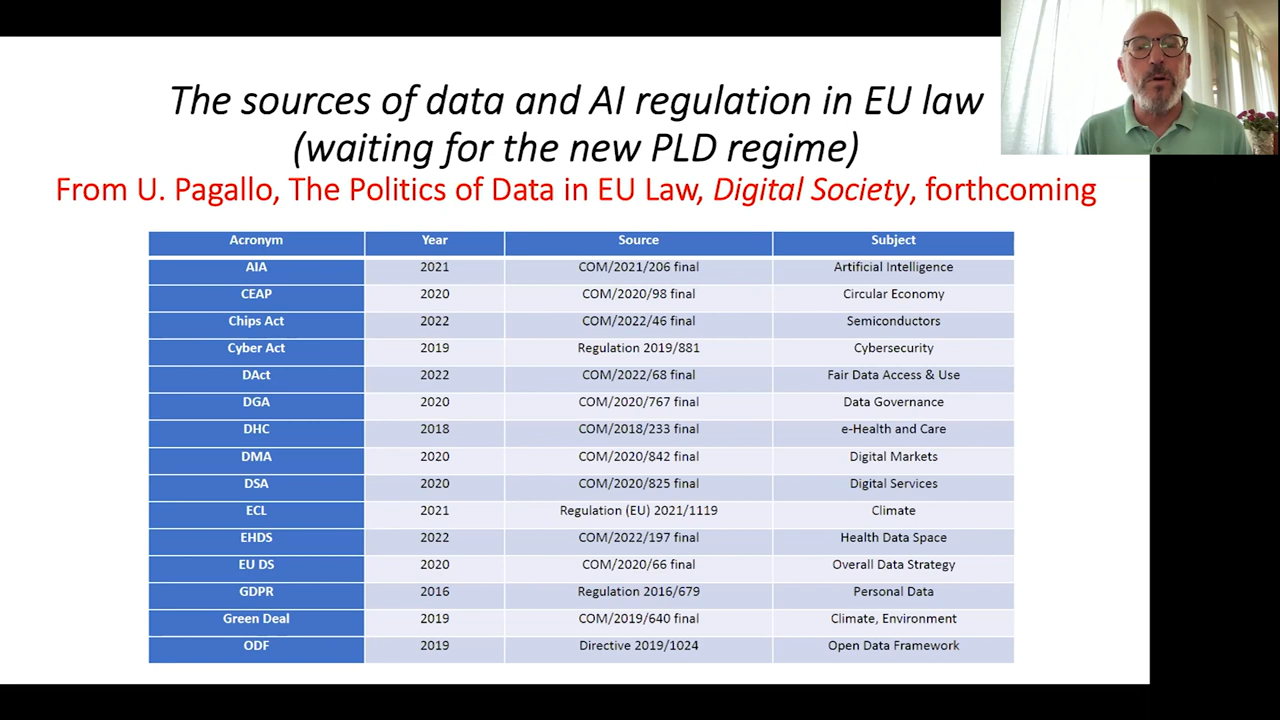 The sources of data and AI regulation in EU law
(waiting for the new PLD regime)
From U. Pagallo, The Politics of Data in EU Law, Digital Society, forthcoming
Acronym Year Source Subject
AIA 2021 COM/2021/206 final Artificial Intelligence
CEAP 2020 COM/2020/98 final Circular Economy
Chips Act 2022 COM/2022/46 final Semiconductors
Cyber Act 2019 Regulation 2019/881 Cybersecurity
DAct 2022 COM/2022/68 final Fair Data Access & Use
DGA 2020 COM/2020/767 final Data Governance
DHC 2018 COM/2018/233 final e-Health and Care
DMA 2020 COM/2020/842 final Digital Markets
DSA 2020 COM/2020/825 final Digital Services
ECL 2021 Regulation (EU) 2021/1119 Climate
EHDS 2022 COM/2022/197 final Health Data Space
EU DS 2020 COM/2020/66 final Overall Data Strategy
GDPR 2016 Regulation 2016/679 Personal Data
Green Deal 2019 COM/2019/640 final Climate, Environment
ODF 2019 Directive 2019/1024 Open Data Framework